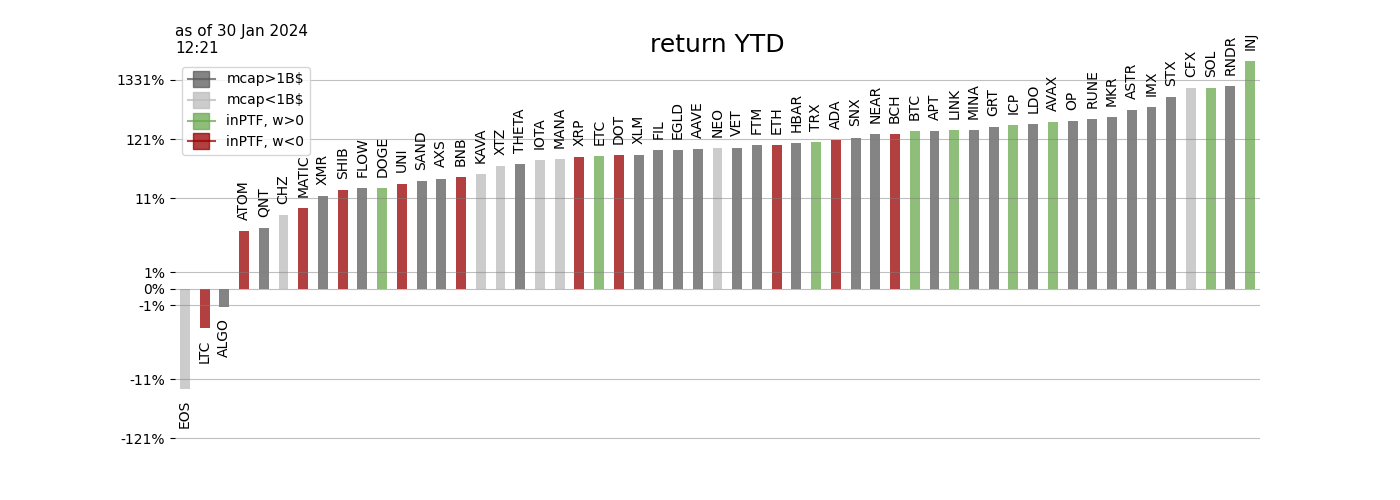 as of 30 Jan 2024
12:21
return YTD
mcap>1B$
mcap<1B$
inPTF, w>0
inPTF, w<0
1331%
121%
11%
1%
0%
-1%
-11%
-121%
EOS
LTC
ALGO
ATOM
QNT
CHZ
MATIC
XMR
SHIB
FLOW
DOGE
UNI
SAND
AXS
BNB
KAVA
XTZ
THETA
IOTA
MANA
XRP
ETC
DOT
XLM
FIL
EGLD
AAVE
NEO
VET
FTM
ETH
HBAR
TRX
ADA
SNX
NEAR
BCH
BTC
APT
LINK
MINA
GRT
ICP
LDO
AVAX
OP
RUNE
MKR
ASTR
IMX
STX
CFX
SOL
RNDR
INJ